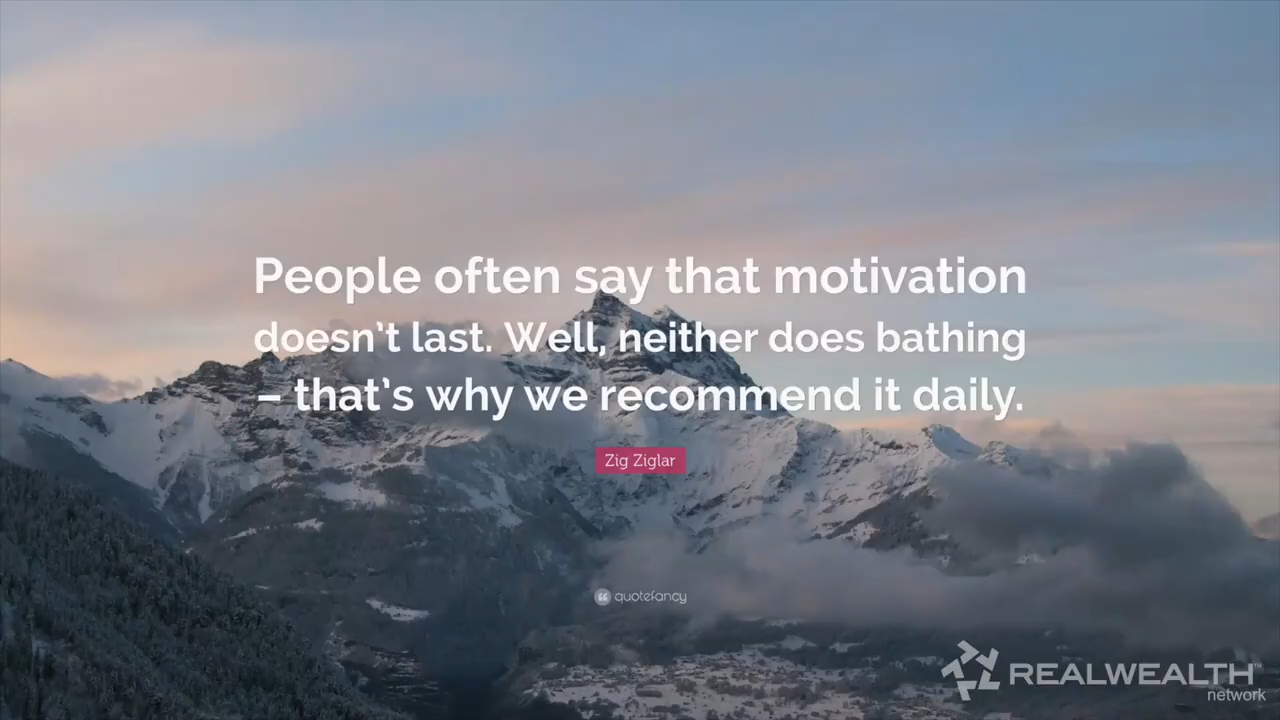 People often say that motivation
doesn’t last. Well, neither does bathing
– that’s why we recommend it daily.
Zig Ziglar
quotefancy
REALWEALTH™
network